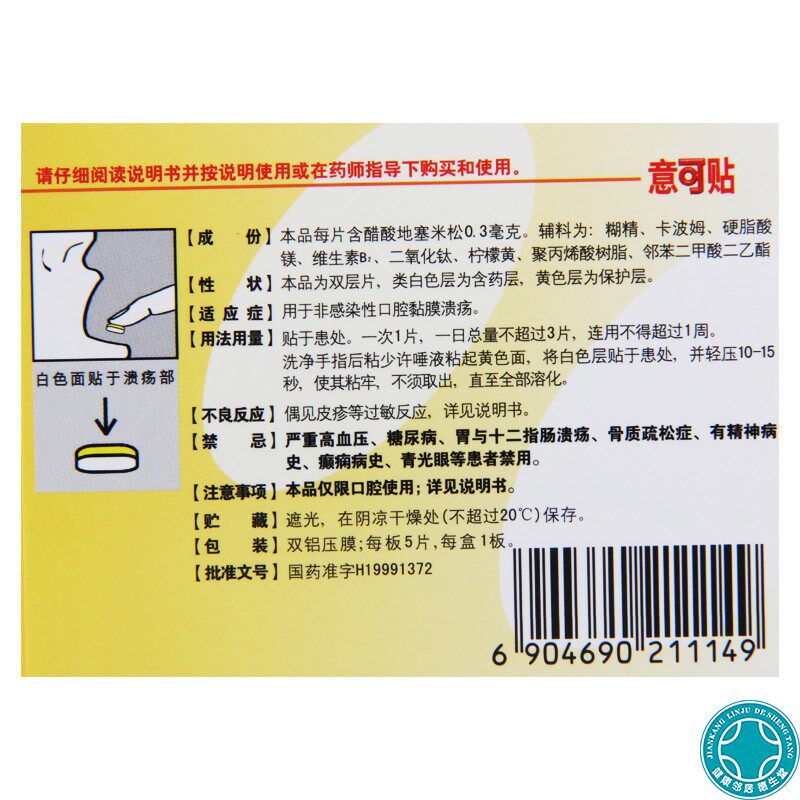 请仔细阅读说明书并按说明使用或在药师指导下购买和使用。
意可贴
【成 份】本品每片含醋酸地塞米松0.3毫克。辅料为：糊精、卡波姆、硬脂酸
镁、维生素B₂、二氧化钛、柠檬黄、聚丙烯酸树脂、邻苯二甲酸二乙酯
【性 状】本品为双层片，类白色层为含药层，黄色层为保护层。
【适应症】用于非感染性口腔黏膜溃疡。
【用法用量】贴于患处。一次1片，一日总量不超过3片，连用不得超过1周。
洗净手指后粘少许唾液粘起黄色面，将白色层贴于患处，并轻压10-15
秒，使其粘牢，不须取出，直至全部溶化。
白色面贴于溃疡部
【不良反应】偶见皮疹等过敏反应，详见说明书。
【禁 忌】严重高血压、糖尿病、胃与十二指肠溃疡、骨质疏松症、有精神病
史、癫痫病史、青光眼等患者禁用。
【注意事项】本品仅限口腔使用；详见说明书。
【贮 藏】遮光，在阴凉干燥处(不超过20℃)保存。
【包 装】双铝压膜；每板5片，每盒1板。
【批准文号】国药准字H19991372
6 904690 211149
JIANKANG LINJU DE SHENG TANG
健康邻居 德生堂